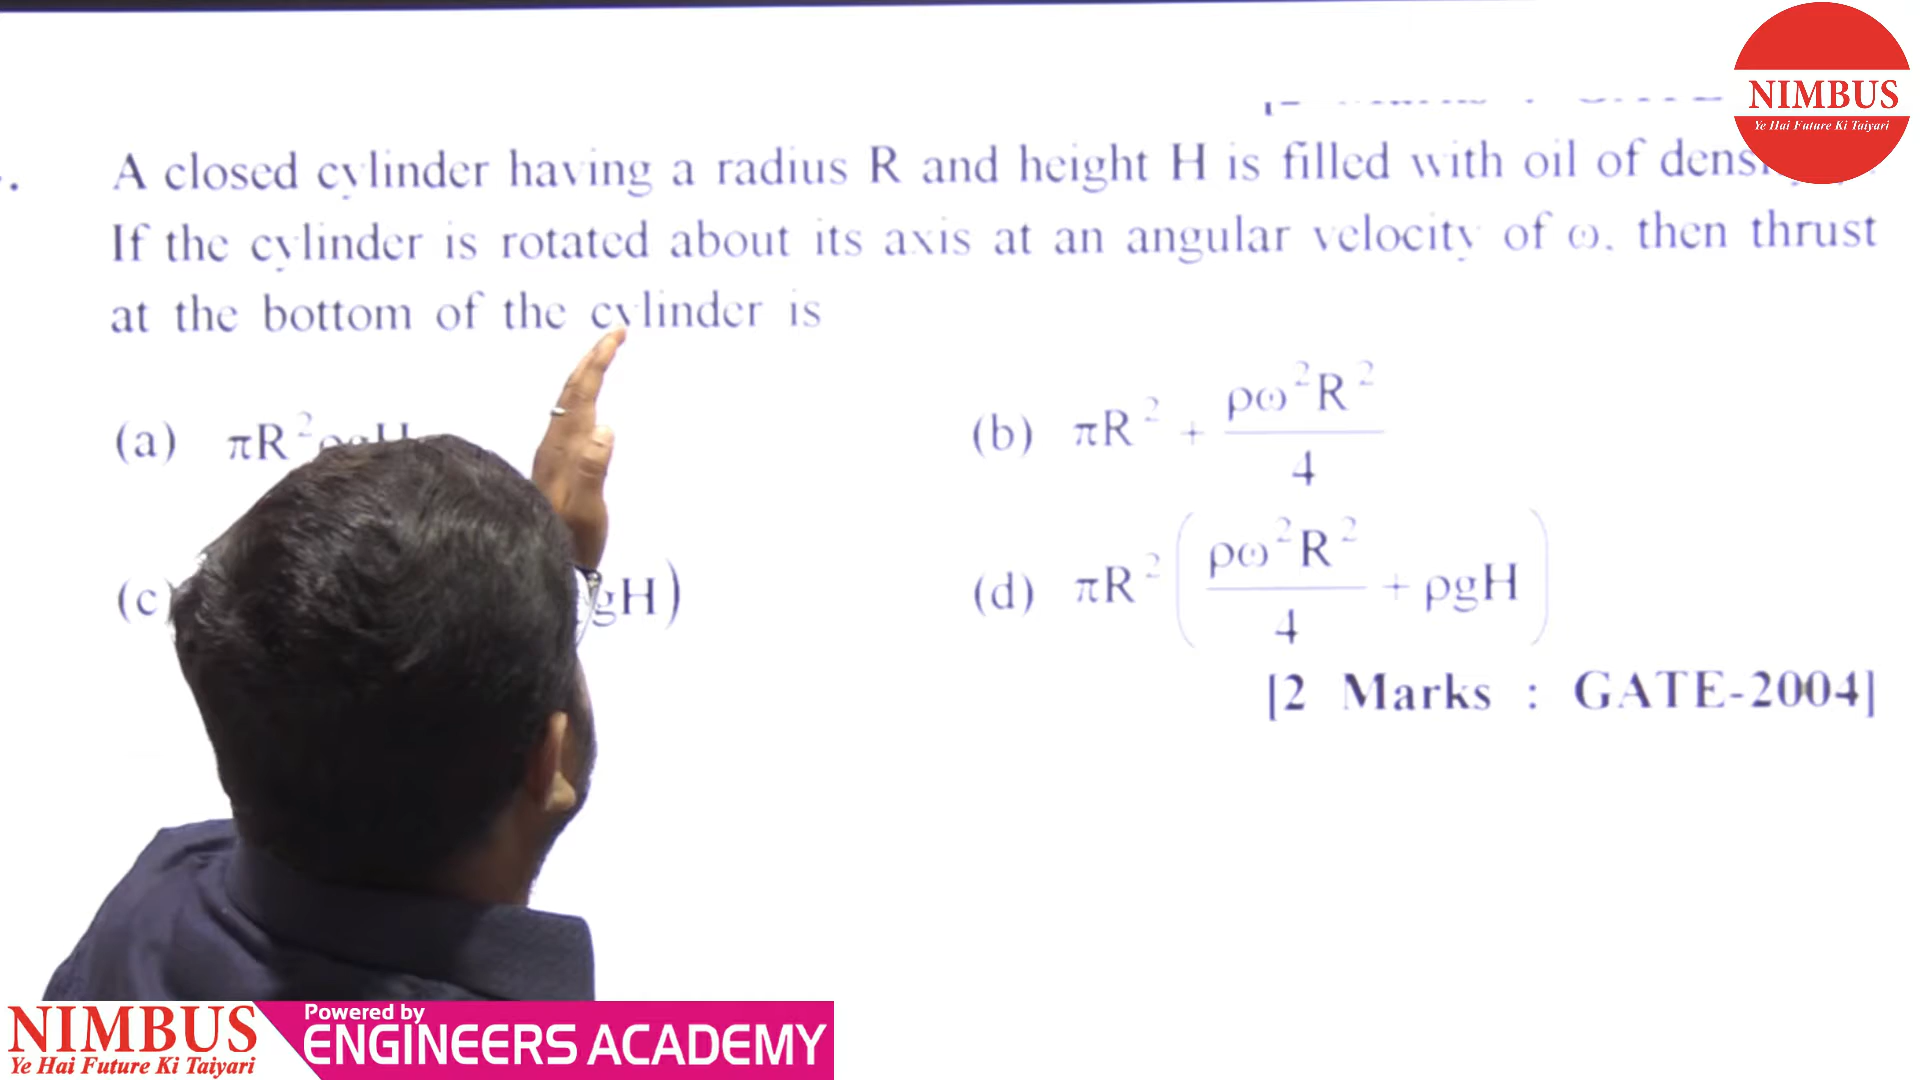 NIMBUS
Ye Hai Future Ki Taiyari
A closed cylinder having a radius R and height H is filled with oil of
If the cylinder is rotated about its axis at an angular velocity of ω, then thrust
at the bottom of the cylinder is
(a) πR²ρgH
(b) πR² + ρω²R²/4
(c) gH)
(d) πR² (ρω²R²/4 + ρgH)
[2 Marks : GATE-2004]
NIMBUS
Ye Hai Future Ki Taiyari
Powered by
ENGINEERS ACADEMY